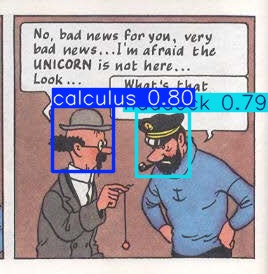 No, bad news for you, very
bad news...I'm afraid the
UNICORN is not here...
Look...
What's that
calculus 0.80
0.79